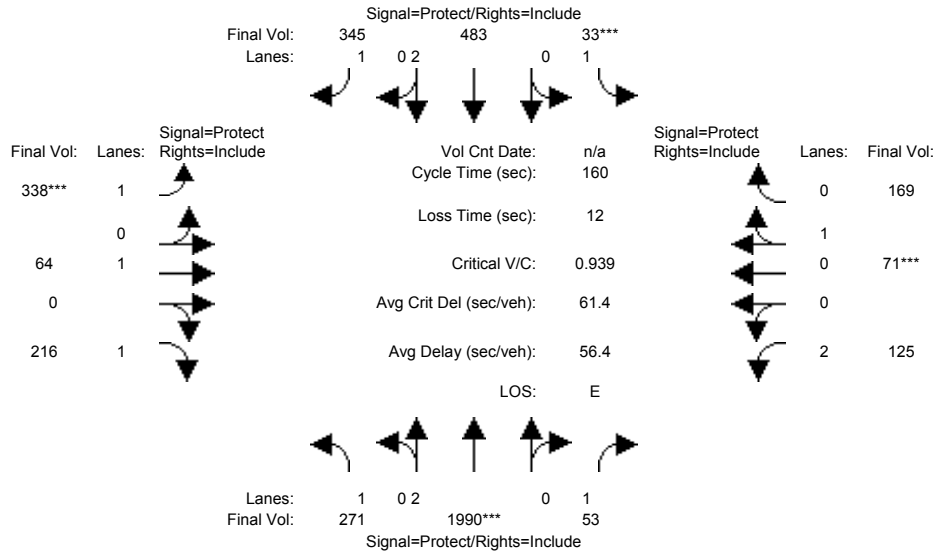 Signal=Protect/Rights=Include
Final Vol: 345 483 33***
Lanes: 1 0 2 0 1
Signal=Protect Signal=Protect
Final Vol: Lanes: Rights=Include Vol Cnt Date: n/a Rights=Include Lanes: Final Vol:
Cycle Time (sec): 160
338*** 1 0 169
Loss Time (sec): 12
0 1
64 1 Critical V/C: 0.939 0 71***
0 Avg Crit Del (sec/veh): 61.4 0
216 1 Avg Delay (sec/veh): 56.4 2 125
LOS: E
Lanes: 1 0 2 0 1
Final Vol: 271 1990*** 53
Signal=Protect/Rights=Include